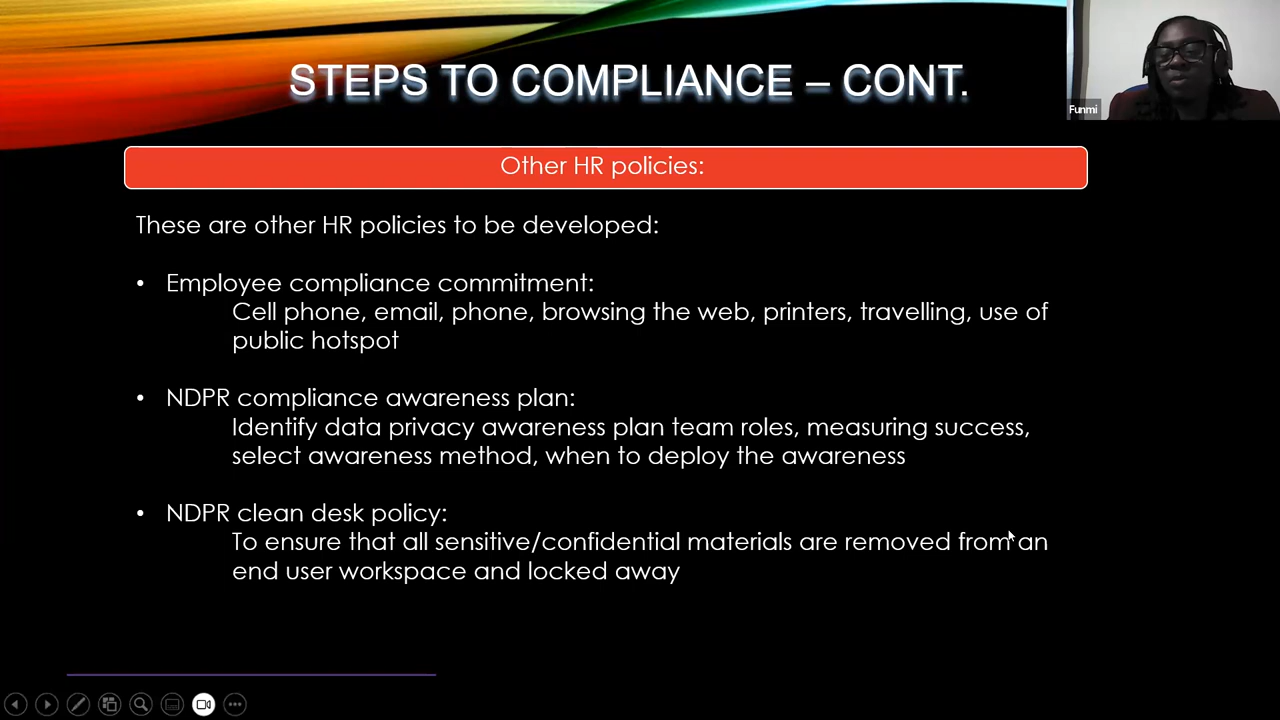 STEPS TO COMPLIANCE – CONT.
Funmi
Other HR policies:
These are other HR policies to be developed:
• Employee compliance commitment:
Cell phone, email, phone, browsing the web, printers, travelling, use of
public hotspot
• NDPR compliance awareness plan:
Identify data privacy awareness plan team roles, measuring success,
select awareness method, when to deploy the awareness
• NDPR clean desk policy:
To ensure that all sensitive/confidential materials are removed from an
end user workspace and locked away